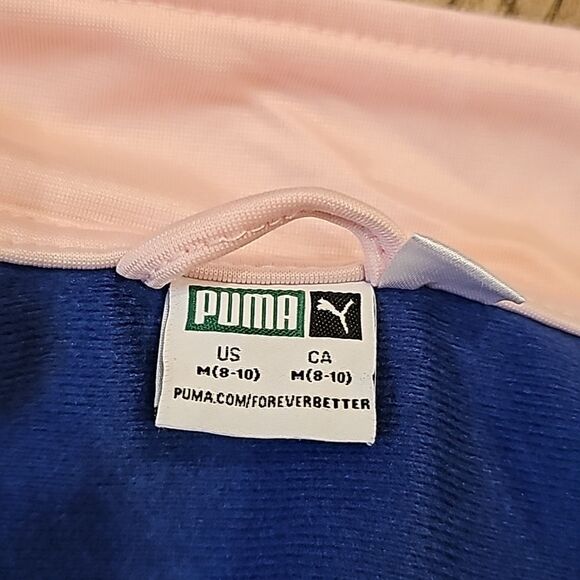 PUMA
US CA
M(8-10) M(8-10)
PUMA.COM/FOREVERBETTER